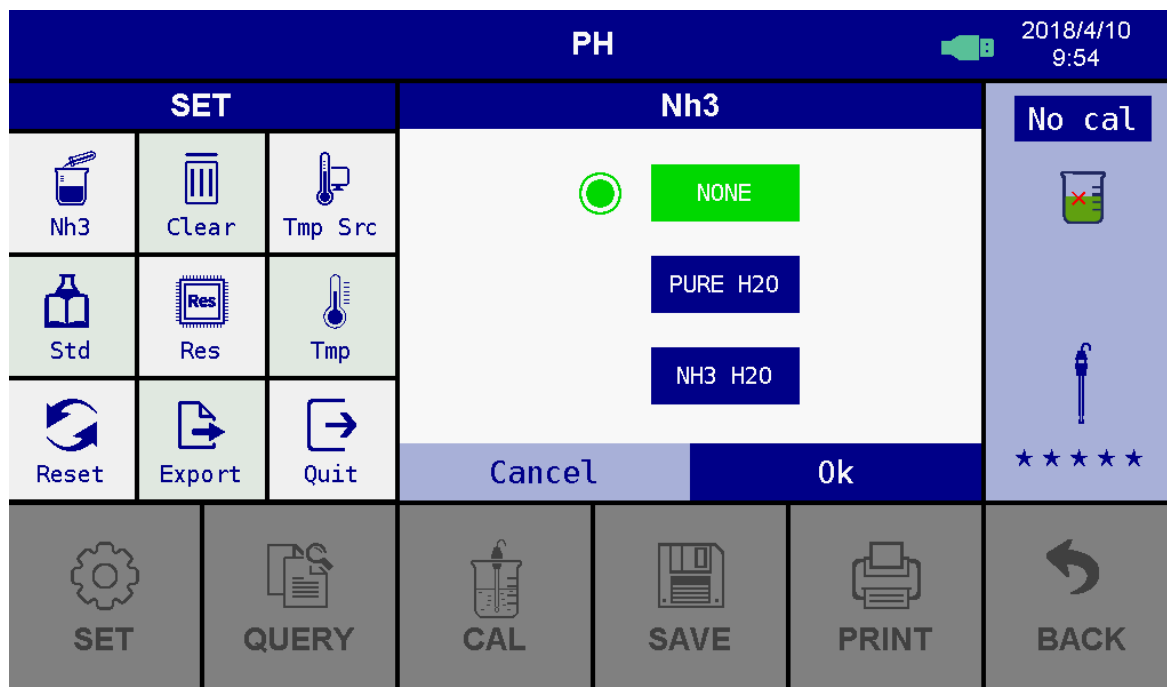 PH
2018/4/10
9:54
SET
Nh3
No cal
Nh3
Clear
Tmp Src
NONE
Std
Res
Res
Tmp
PURE H2O
NH3 H2O
Reset
Export
Quit
Cancel
Ok
SET
QUERY
CAL
SAVE
PRINT
BACK